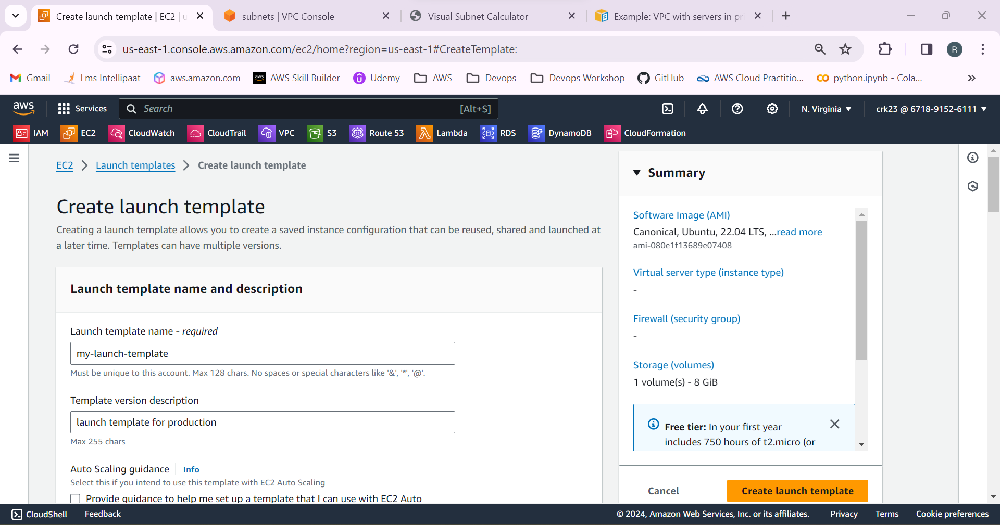 Create launch template | EC2 | u
subnets | VPC Console
Visual Subnet Calculator
Example: VPC with servers in pri
us-east-1.console.aws.amazon.com/ec2/home?region=us-east-1#CreateTemplate:
R
Gmail
Lms Intellipaat
aws.amazon.com
aws
AWS Skill Builder
Udemy
AWS
Devops
Devops Workshop
GitHub
AWS Cloud Practitio...
python.ipynb - Cola...
aws
Services
Search
[Alt+S]
N. Virginia
crk23 @ 6718-9152-6111
IAM
EC2
CloudWatch
CloudTrail
VPC
S3
53
Route 53
Lambda
RDS
DynamoDB
CloudFormation
EC2
Launch templates
Create launch template
Create launch template
Creating a launch template allows you to create a saved instance configuration that can be reused, shared and launched at
a later time. Templates can have multiple versions.
Launch template name and description
Launch template name - required
my-launch-template
Must be unique to this account. Max 128 chars. No spaces or special characters like '&', '*', '@'.
Template version description
launch template for production
Max 255 chars
Auto Scaling guidance
Info
Select this if you intend to use this template with EC2 Auto Scaling
Provide guidance to help me set up a template that I can use with EC2 Auto
Summary
Software Image (AMI)
Canonical, Ubuntu, 22.04 LTS, ...read more
ami-080e1f13689e07408
Virtual server type (instance type)
-
Firewall (security group)
-
Storage (volumes)
1 volume(s) - 8 GiB
Free tier: In your first year
includes 750 hours of t2.micro (or
Cancel
Create launch template
CloudShell
Feedback
© 2024, Amazon Web Services, Inc. or its affiliates.
Privacy
Terms
Cookie preferences